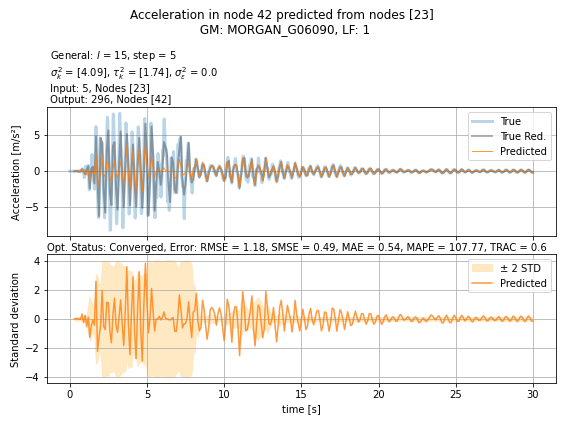 Acceleration in node 42 predicted from nodes [23]
GM: MORGAN_G06090, LF: 1
General: l = 15, step = 5
σ²ₖ = [4.09], τ²ₖ = [1.74], σ²ε = 0.0
Input: 5, Nodes [23]
Output: 296, Nodes [42]
Acceleration [m/s²]
5
0
−5
True
True Red.
Predicted
Opt. Status: Converged, Error: RMSE = 1.18, SMSE = 0.49, MAE = 0.54, MAPE = 107.77, TRAC = 0.6
Standard deviation
4
2
0
−2
−4
± 2 STD
Predicted
0 5 10 15 20 25 30
time [s]